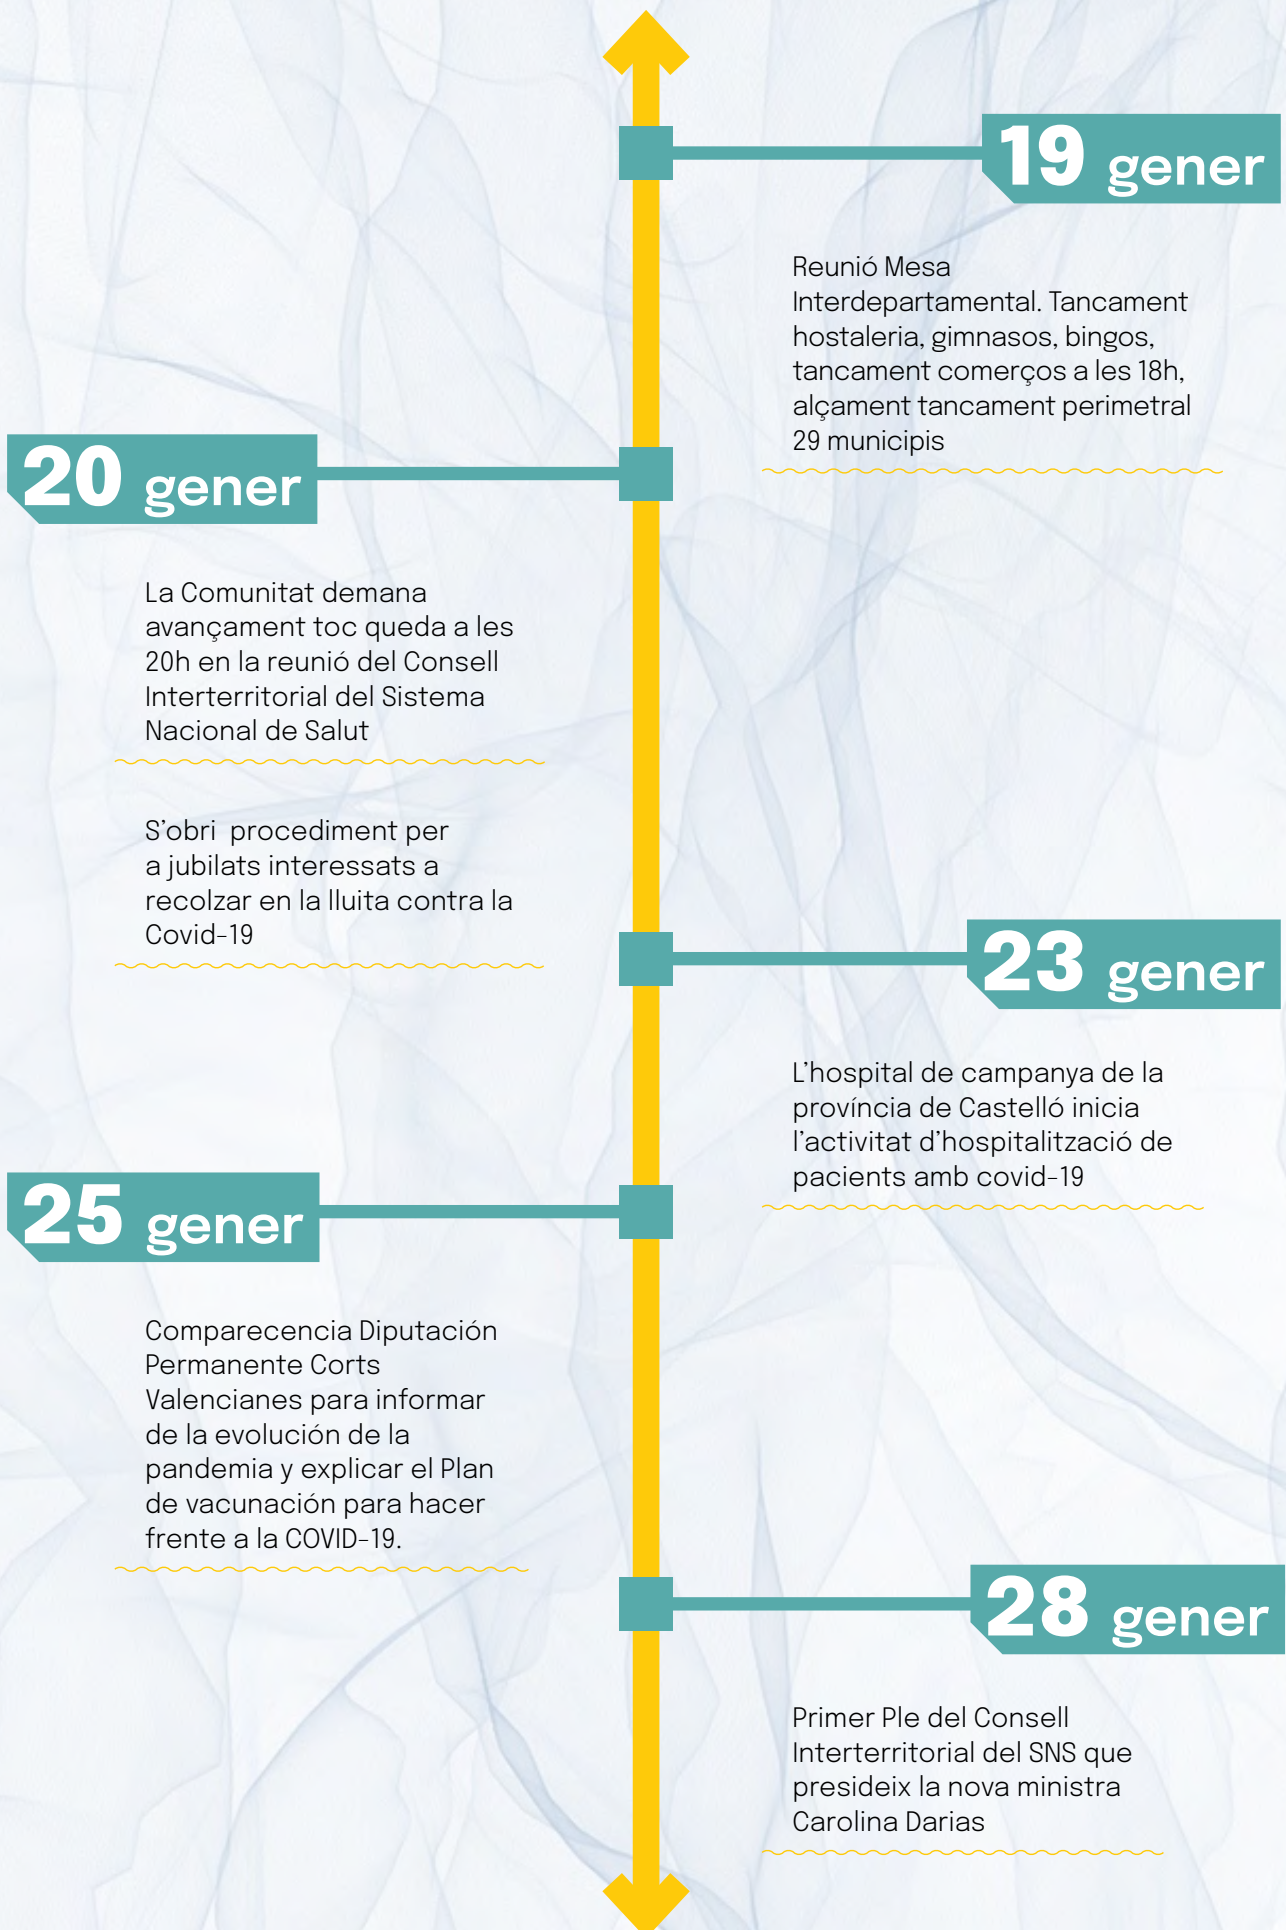 19 gener
Reunió Mesa
Interdepartamental. Tancament
hostaleria, gimnasos, bingos,
tancament comerços a les 18h,
alçament tancament perimetral
29 municipis
20 gener
La Comunitat demana
avançament toc queda a les
20h en la reunió del Consell
Interterritorial del Sistema
Nacional de Salut
S'obri  procediment per
a jubilats interessats a
recolzar en la lluita contra la
Covid-19
23 gener
L'hospital de campanya de la
província de Castelló inicia
l'activitat d'hospitalització de
pacients amb covid-19
25 gener
Comparecencia Diputación
Permanente Corts
Valencianes para informar
de la evolución de la
pandemia y explicar el Plan
de vacunación para hacer
frente a la COVID-19.
28 gener
Primer Ple del Consell
Interterritorial del SNS que
presideix la nova ministra
Carolina Darias